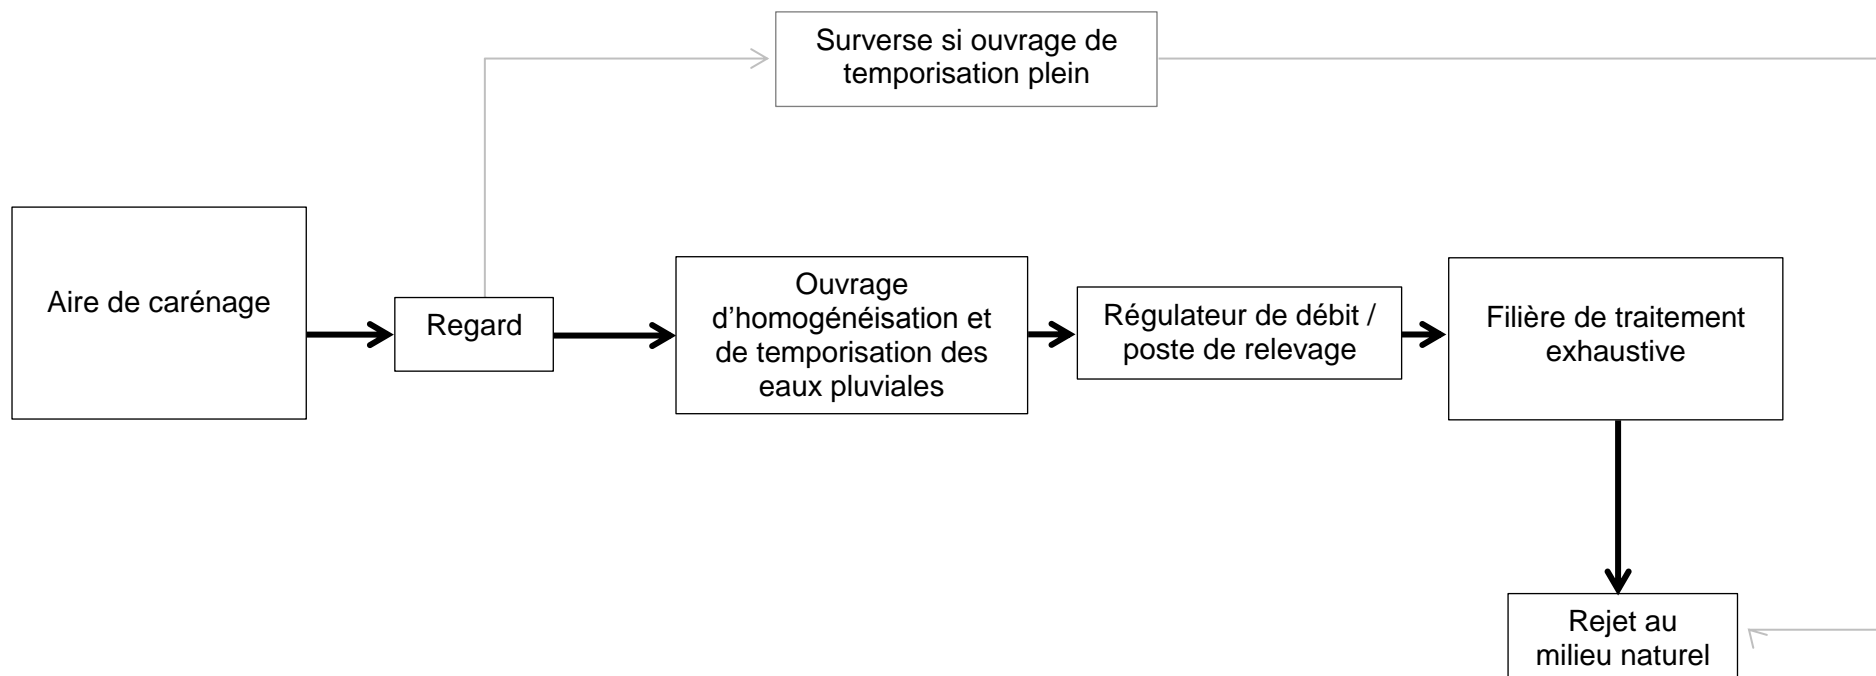 Surverse si ouvrage de
temporisation plein
Aire de carénage
Regard
Ouvrage
d’homogénéisation et
de temporisation des
eaux pluviales
Régulateur de débit /
poste de relevage
Filière de traitement
exhaustive
Rejet au
milieu naturel